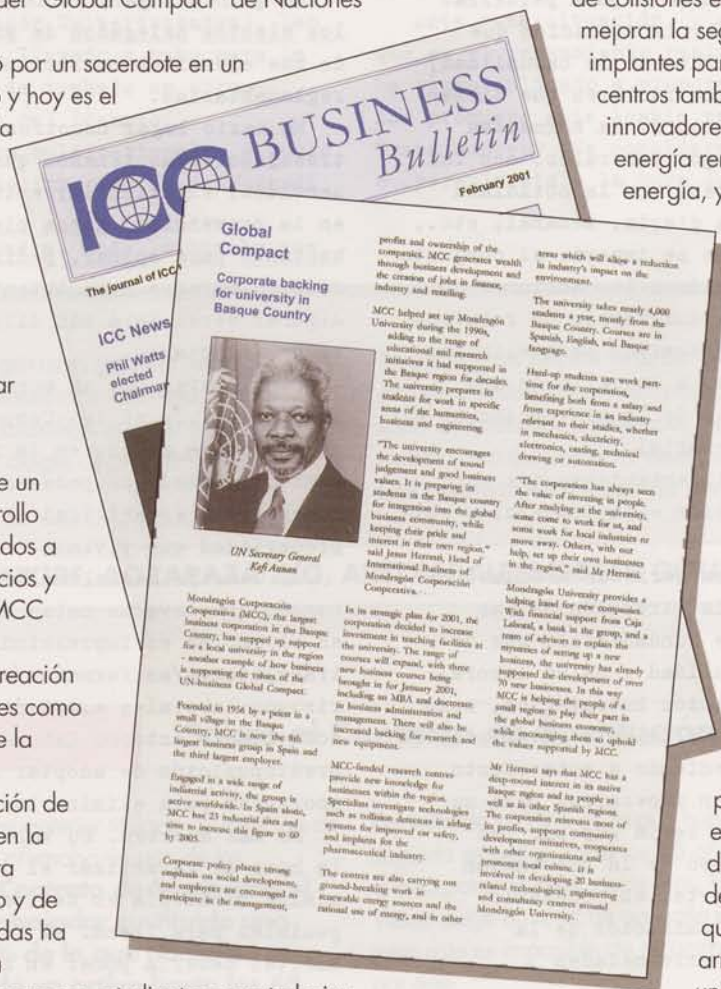 del "Global Compact" de Naciones
por un sacerdote en un
y hoy es el
a
ar
e un
rollo
dos a
cios y
MCC
reación
es como
e la
ción de
en la
ra
o y de
das ha
de colisiones e
mejoran la seg
implantes par
centros tamb
innovadore
energía re
energía, y
ICC BUSINESS
Bulletin
February 2001
The journal of ICC
ICC News
Phil Watts
elected
Chairman
Global
Compact
Corporate backing
for university in
Basque Country
UN Secretary General
Kofi Annan
Mondragón Corporación
Cooperativa (MCC), the largest
business corporation in the Basque
Country, has stepped up support
for a local university in the region
- another example of how business
is supporting the values of the
UN-business Global Compact.
Founded in 1956 by a priest in a
small village in the Basque
Country, MCC is now the 8th
largest business group in Spain and
the largest employer.
Engaged in a wide range of
industrial activity, the group is
active worldwide. In Spain alone,
MCC has 23 industrial sites and
aims to increase this figure to 60
by 2005.
Corporate policy places strong
emphasis on social development,
and employees are encouraged to
participate in the management,
profits and ownership of the
companies. MCC generates wealth
through business development and
the creation of jobs in finance,
industry and retailing.
MCC helped set up Mondragón
University during the 1990s,
adding to the range of
educational and research
initiatives it had supported in
the Basque region for decades.
The university prepares its
students for work in specific
areas of the humanities,
business and engineering.
"The university encourages
the development of sound
judgement and good business
values. It is preparing its
students in the Basque country
for integration into the global
business community, while
keeping their pride and
interest in their own region,"
said Jesus Herrasti, head of
International Business of
Mondragón Corporación
Cooperativa.
In its strategic plan for 2001, the
corporation decided to increase
investment in teaching facilities at
the university. The range of
courses will expand, with three
new business courses being
brought in for January 2001,
including an MBA and doctorate
in business administration and
management. There will also be
increased backing for research and
new equipment.
MCC-funded research centres
provide new knowledge for
businesses within the region.
Specialists investigate technologies
such as collision detectors in aiding
systems for improved car safety,
and implants for the
pharmaceutical industry.
The centres are also carrying out
ground-breaking work in
renewable energy sources and the
rational use of energy, and in other
areas which will allow a reduction
in industry's impact on the
environment.
The university takes nearly 4,000
students a year, mostly from the
Basque Country. Courses are in
Spanish, English, and Basque
language.
Hard-up students can work part-
time for the corporation,
benefiting both from a salary and
from experience in an industry
relevant to their studies, whether
in mechanics, electricity,
electronics, casting, technical
drawing or automation.
"The corporation has always seen
the value of investing in people.
After studying at the university,
some come to work for us, and
some work for local industries or
move away. Others, with our
help, set up their own businesses
in the region," said Mr Herrasti.
Mondragón University provides a
helping hand for new companies.
With financial support from Caja
Laboral, a bank in the group, and a
team of advisors to explain the
mysteries of setting up a new
business, the university has already
supported the development of over
20 new businesses. In this way
MCC is helping the people of a
small region to play their part in
the global business community,
while encouraging them to uphold
the values supported by MCC.
Mr Herrasti says that MCC has a
deep-rooted interest in its native
Basque region and its people as
well as in other Spanish regions.
The corporation reinvests most of
its profits, supports community
development initiatives, cooperates
with other organisations and
promotes local culture. It is
involved in developing 20 business-
related technological, engineering
and consultancy centres around
Mondragón University.
p
e
d
de
qu
arr